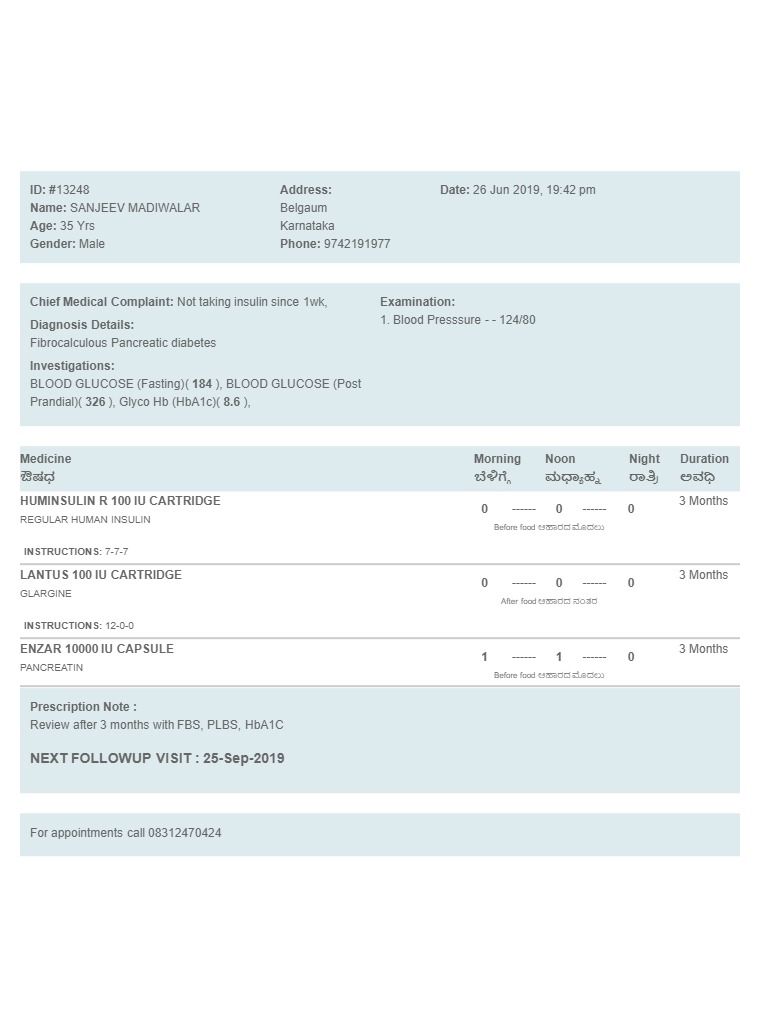 ID: #13248
Name: SANJEEV MADIWALAR
Age: 35 Yrs
Gender: Male
Address:
Belgaum
Karnataka
Phone: 9742191977
Date: 26 Jun 2019, 19:42 pm
Chief Medical Complaint: Not taking insulin since 1wk,
Diagnosis Details:
Fibrocalculous Pancreatic diabetes
Investigations:
BLOOD GLUCOSE (Fasting)( 184 ), BLOOD GLUCOSE (Post
Prandial)( 326 ), Glyco Hb (HbA1c)( 8.6 ),
Examination:
1. Blood Presssure - - 124/80
Medicine Morning Noon Night Duration
ಔಷಧ ಬೆಳಿಗ್ಗೆ ಮಧ್ಯಾಹ್ನ ರಾತ್ರಿ ಅವಧಿ
HUMINSULIN R 100 IU CARTRIDGE 0 ------ 0 ------ 0 3 Months
REGULAR HUMAN INSULIN
Before food ಆಹಾರದ ಮೊದಲು
INSTRUCTIONS: 7-7-7
LANTUS 100 IU CARTRIDGE 0 ------ 0 ------ 0 3 Months
GLARGINE
After food ಆಹಾರದ ನಂತರ
INSTRUCTIONS: 12-0-0
ENZAR 10000 IU CAPSULE 1 ------ 1 ------ 0 3 Months
PANCREATIN
Before food ಆಹಾರದ ಮೊದಲು
Prescription Note :
Review after 3 months with FBS, PLBS, HbA1C
NEXT FOLLOWUP VISIT : 25-Sep-2019
For appointments call 08312470424